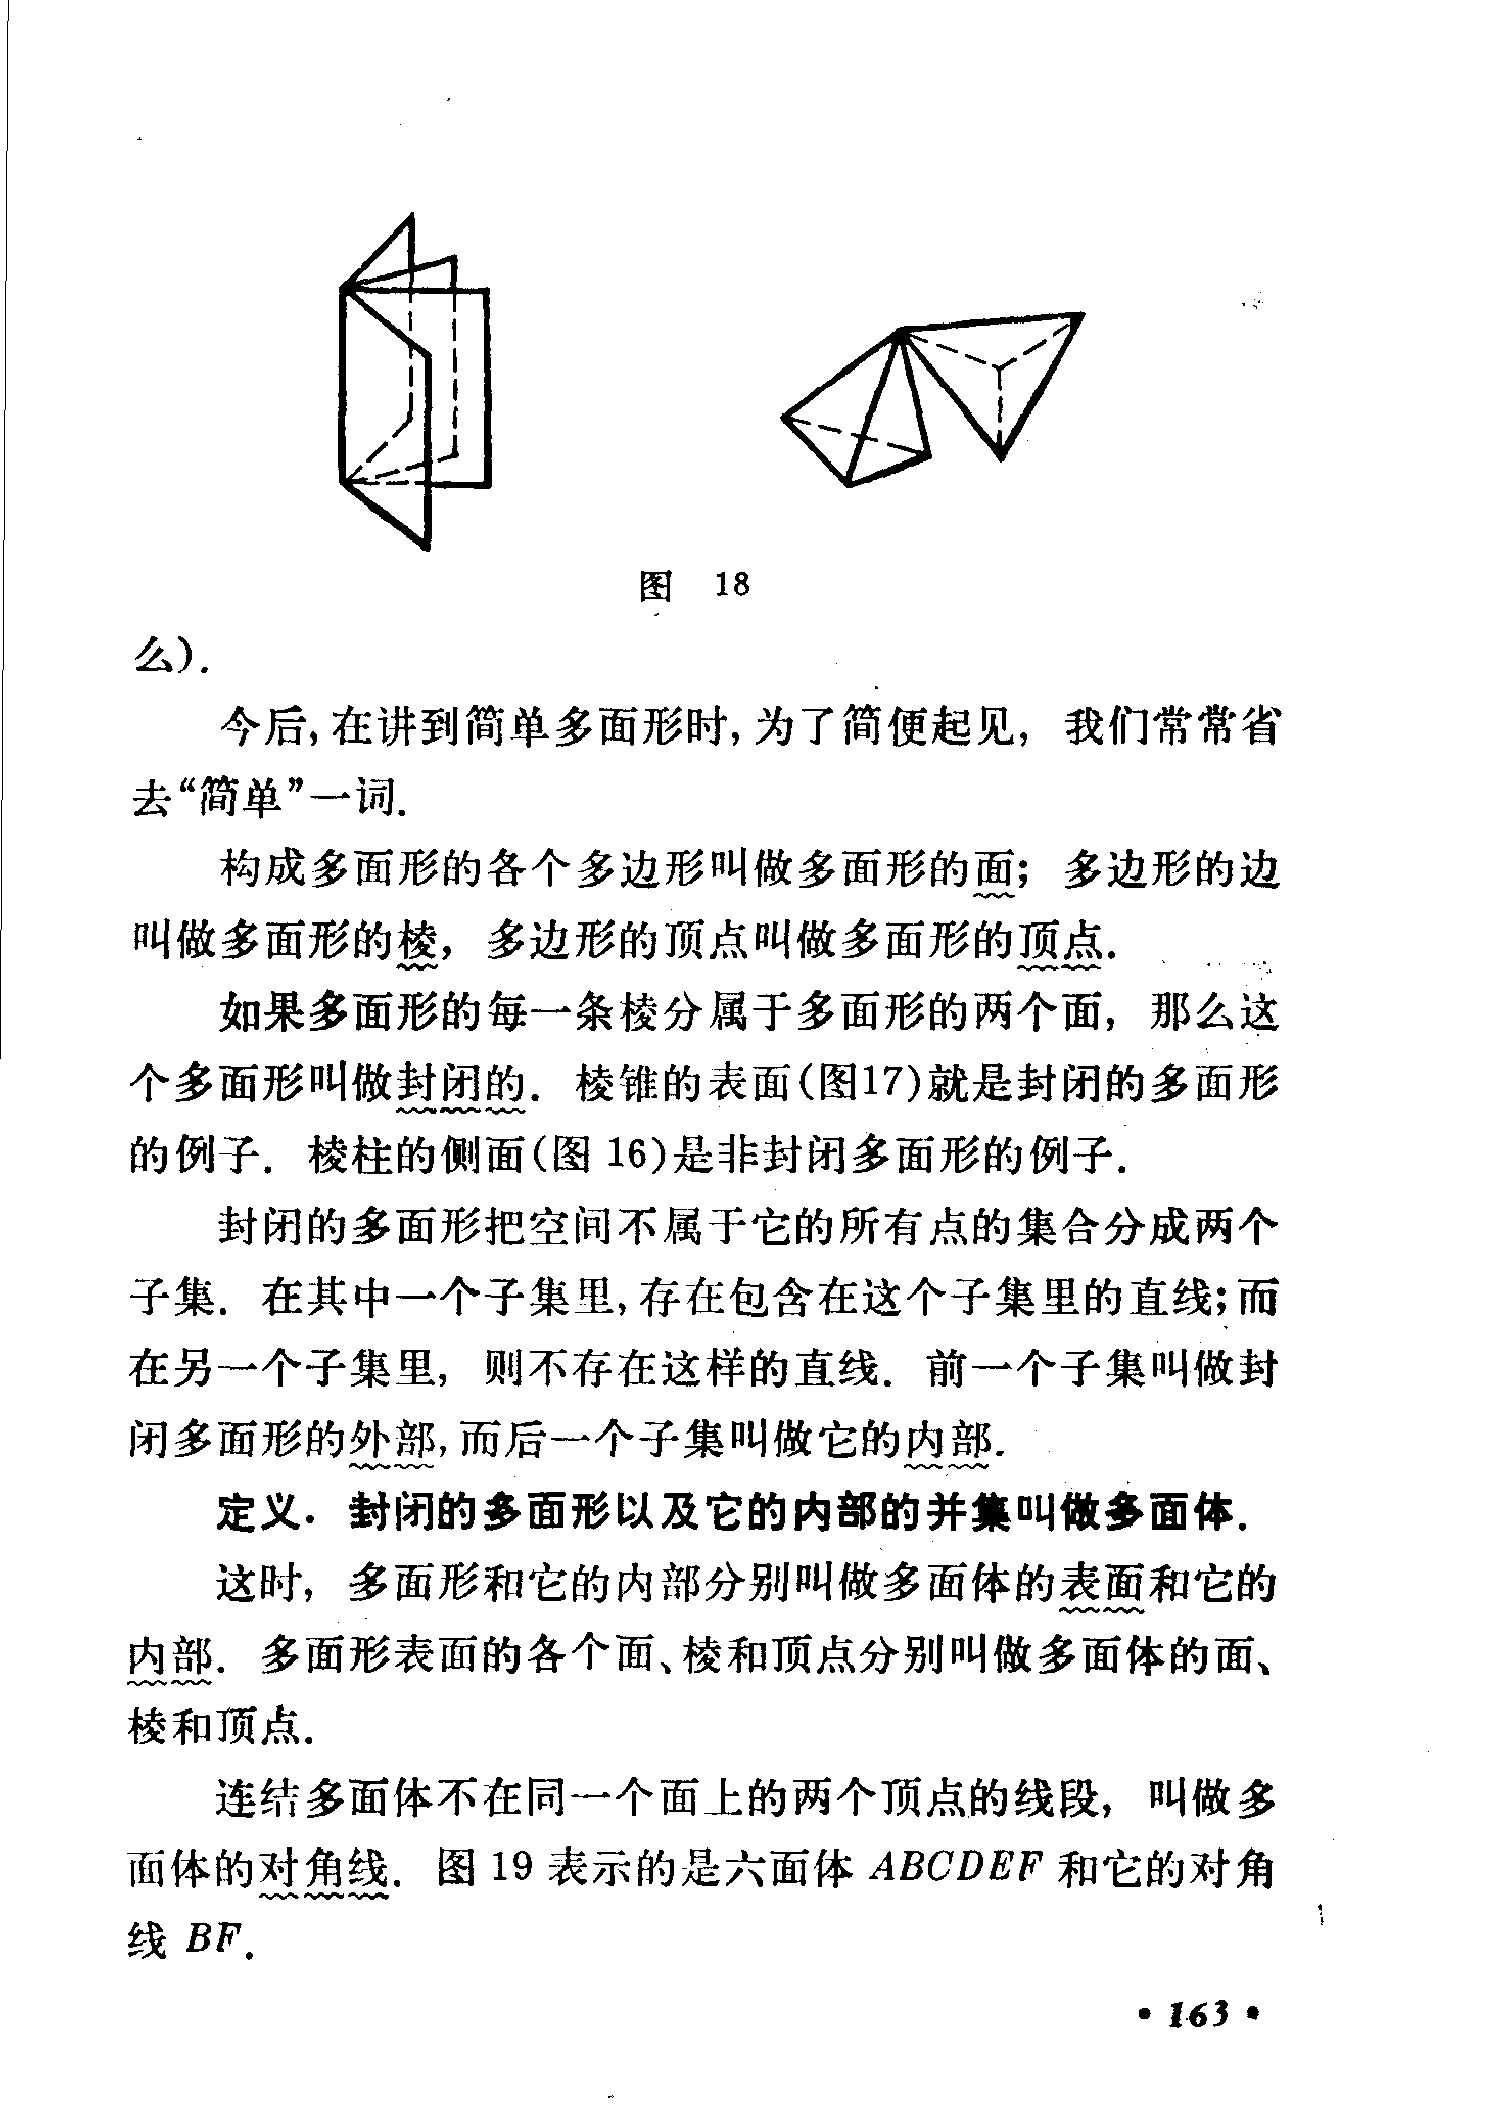 图 18
么).
今后,在讲到简单多面形时,为了简便起见, 我们常常省
去“简单”一词.
构成多面形的各个多边形叫做多面形的面; 多边形的边
叫做多面形的棱, 多边形的顶点叫做多面形的顶点.
如果多面形的每一条棱分属于多面形的两个面, 那么这
个多面形叫做封闭的. 棱锥的表面(图17)就是封闭的多面形
的例子. 棱柱的侧面(图 16)是非封闭多面形的例子.
封闭的多面形把空间不属于它的所有点的集合分成两个
子集. 在其中一个子集里,存在包含在这个子集里的直线;而
在另一个子集里, 则不存在这样的直线. 前一个子集叫做封
闭多面形的外部,而后一个子集叫做它的内部.
定义. 封闭的多面形以及它的内部的并集叫做多面体.
这时, 多面形和它的内部分别叫做多面体的表面和它的
内部. 多面形表面的各个面、棱和顶点分别叫做多面体的面、
棱和顶点.
连结多面体不在同一个面上的两个顶点的线段, 叫做多
面体的对角线. 图 19 表示的是六面体 ABCDEF 和它的对角
线 BF.
• 163 •